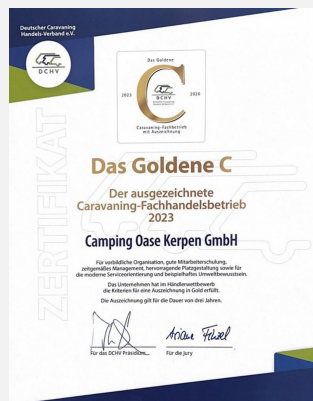 Deutscher Caravaning
Handels-Verband e.V.
DCHV
Das Goldene
C
2023
DCHV
2026
Caravaning-Fachbetrieb
mit Auszeichnung
ZERTIFIKAT
Das Goldene C
Der ausgezeichnete
Caravaning-Fachhandelsbetrieb
2023
Camping Oase Kerpen GmbH
Für vorbildliche Organisation, gute Mitarbeiterschulung,
zeitgemäßes Management, hervorragende Platzgestaltung sowie für
die moderne Serviceorientierung und beispielhaftes Umweltbewusstsein.
Das Unternehmen hat im Händlerwettbewerb
die Kriterien für eine Auszeichnung in Gold erfüllt.
Die Auszeichnung gilt für die Dauer von drei Jahren.
Für das DCHV Präsidium
Für die Jury